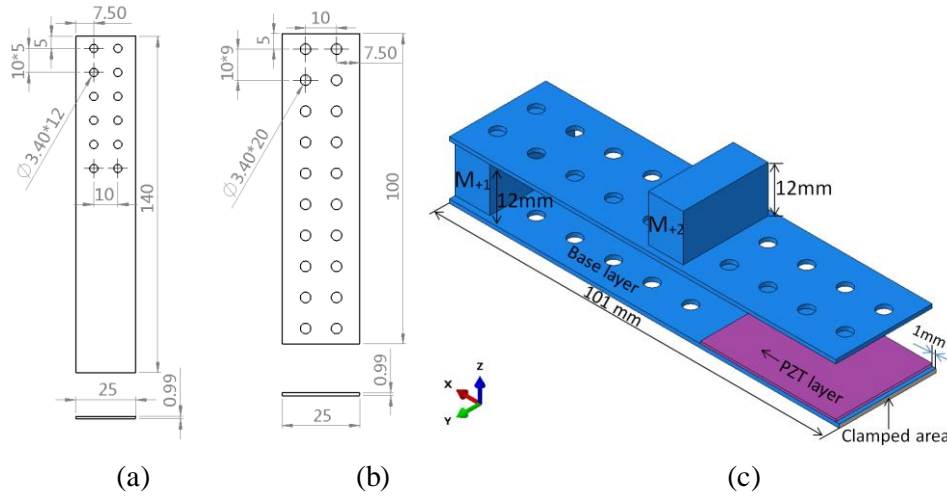 7.50
5
10*5
Ø3.40*12
10
140
25
0.99
(a)
10
5
7.50
10*9
Ø3.40*20
100
0.99
25
(b)
M+1
12mm
M+2
12mm
Base layer
101 mm
1mm
PZT layer
Clamped area
X
Y
Z
(c)